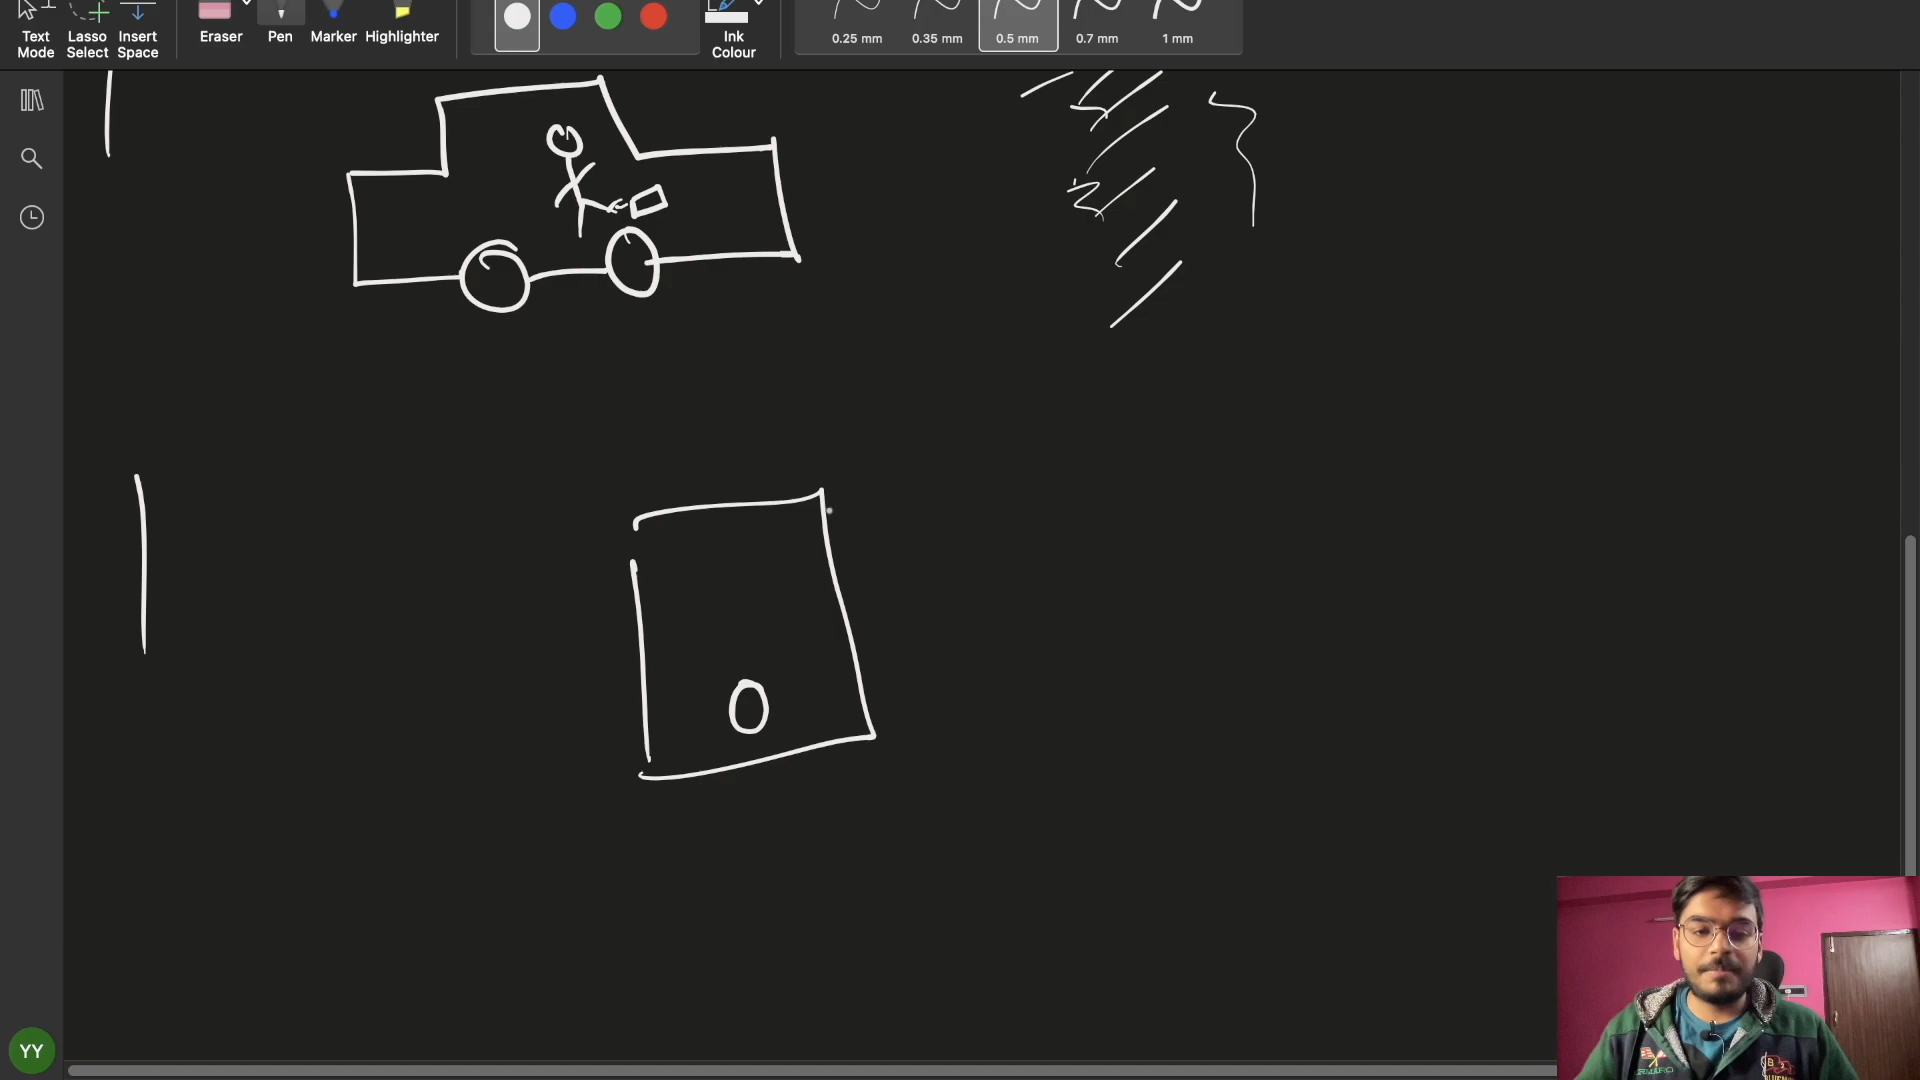 Text Mode
Lasso Select
Insert Space
Eraser
Pen
Marker
Highlighter
Ink Colour
0.25 mm
0.35 mm
0.5 mm
0.7 mm
1 mm
YY